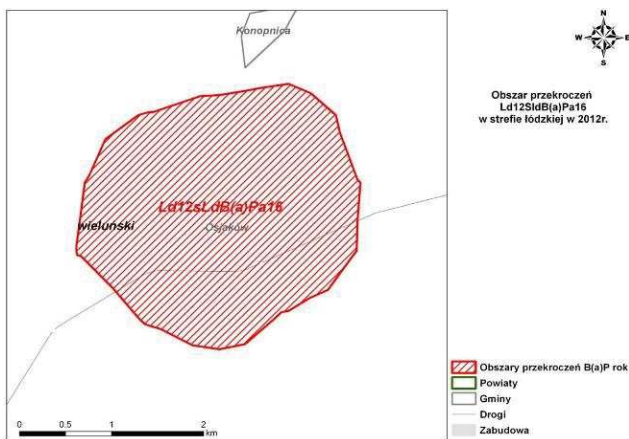 Konopnica
N
W E
S
Obszar przekroczeń
Ld12SldB(a)Pa16
w strefie łódzkiej w 2012r.
Ld12sLdB(a)Pa16
wieluński
Osjaków
Obszary przekroczeń B(a)P rok
Powiaty
Gminy
Drogi
Zabudowa
0 0.5 1 2
km